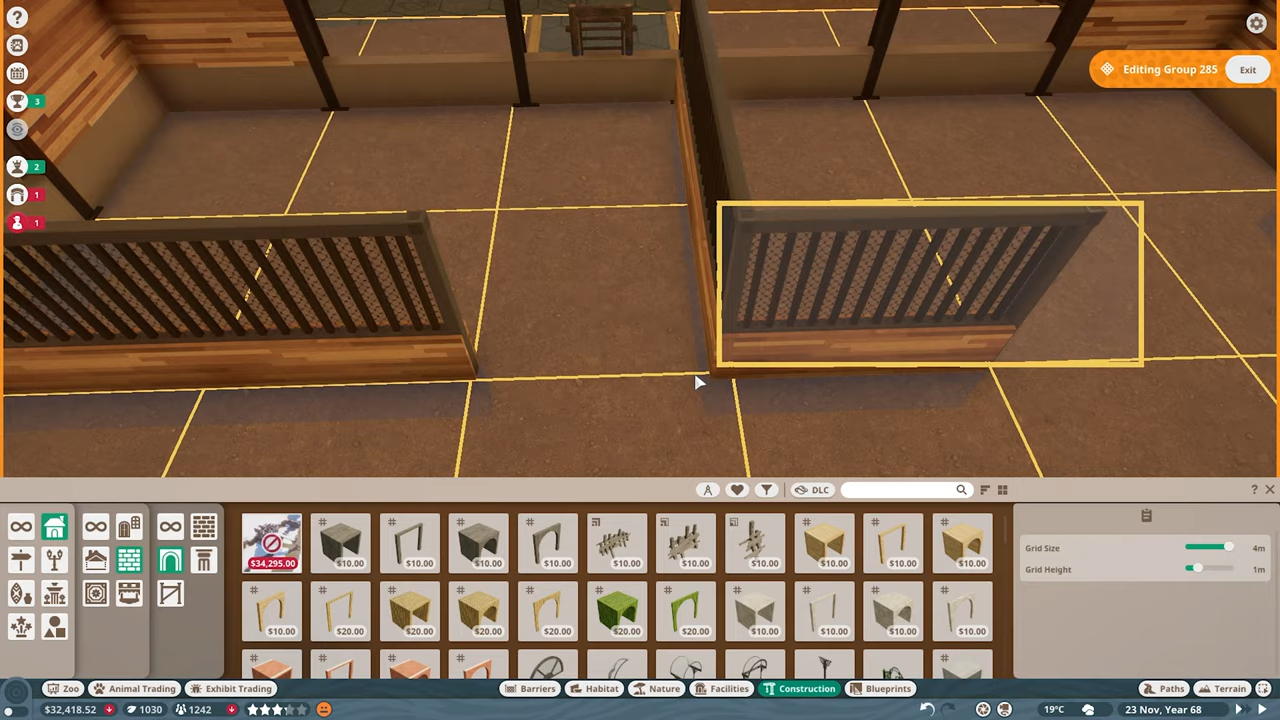 ?
Editing Group 285 Exit
3
2
1
1
DLC
? ×
$34,295.00 $10.00 $10.00 $10.00 $10.00 $10.00 $10.00 $10.00 $10.00 $10.00 $10.00
Grid Size 4m
Grid Height 1m
$10.00 $20.00 $20.00 $20.00 $20.00 $20.00 $20.00 $10.00 $10.00 $10.00 $10.00
Zoo Animal Trading Exhibit Trading Barriers Habitat Nature Facilities Construction Blueprints Paths Terrain
$32,418.52 1030 1242 19°C 23 Nov, Year 68